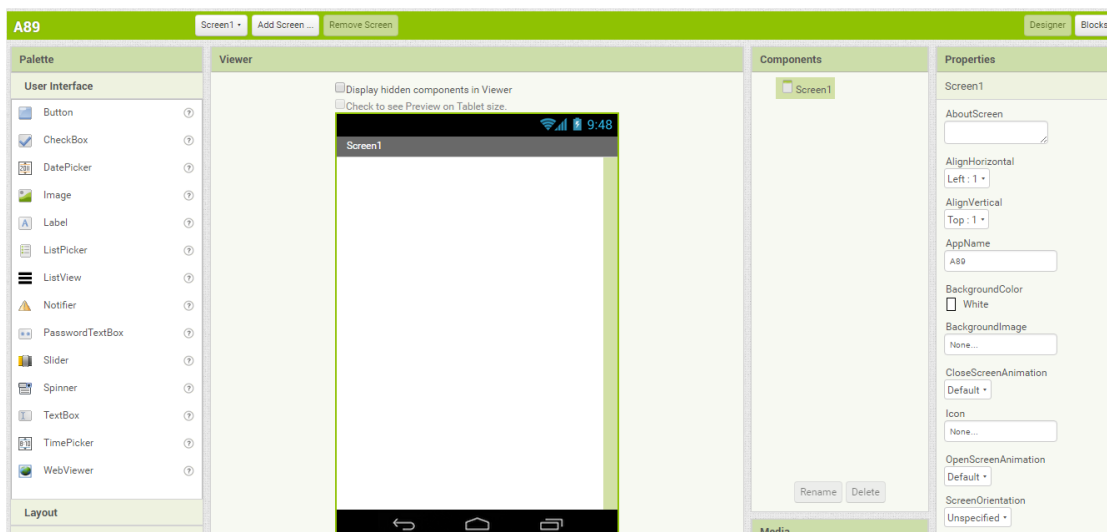 A89
Screen1
Add Screen ...
Remove Screen
Designer
Blocks
Palette
User Interface
Button
CheckBox
DatePicker
Image
Label
ListPicker
ListView
Notifier
PasswordTextBox
Slider
Spinner
TextBox
TimePicker
WebViewer
Layout
Viewer
Display hidden components in Viewer
Check to see Preview on Tablet size.
9:48
Screen1
Components
Screen1
Rename
Delete
Media
Properties
Screen1
AboutScreen
AlignHorizontal
Left : 1
AlignVertical
Top : 1
AppName
A89
BackgroundColor
White
BackgroundImage
None...
CloseScreenAnimation
Default
Icon
None...
OpenScreenAnimation
Default
ScreenOrientation
Unspecified